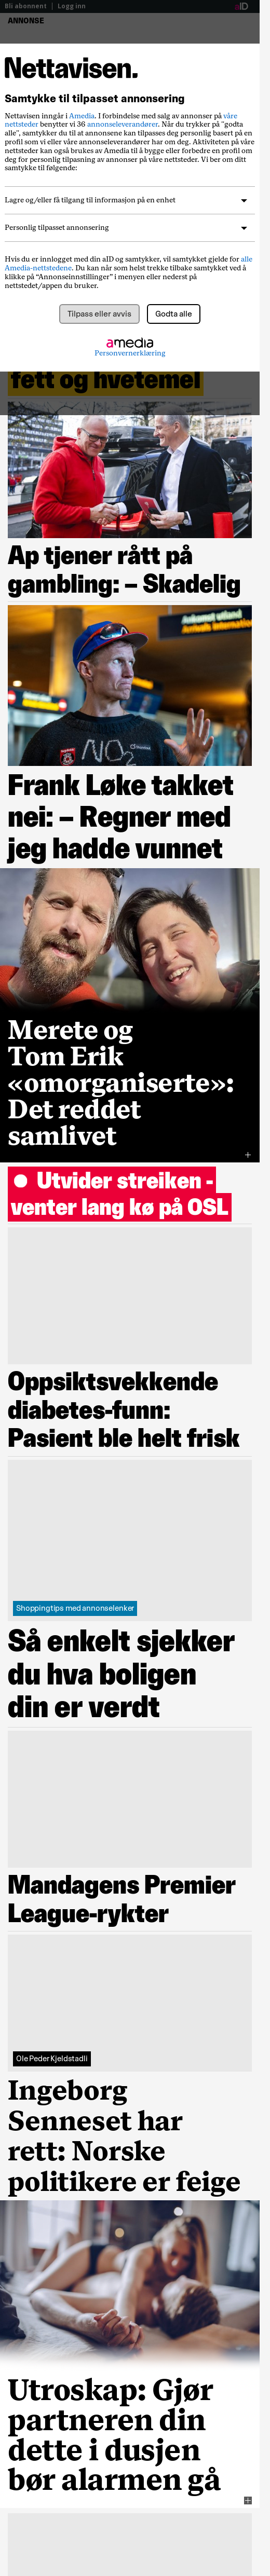 Bli abonnent | Logg inn
aID
ANNONSE
Nettavisen.
Samtykke til tilpasset annonsering
Nettavisen inngår i Amedia. I forbindelse med salg av annonser på våre
nettsteder benytter vi 36 annonseleverandører. Når du trykker på "godta
alle", samtykker du til at annonsene du ser kan tilpasses deg personlig basert på en
profil som vi eller våre annonseleverandører har om deg. Aktiviteten på våre
nettsteder kan også brukes av Amedia til å bygge eller forbedre en profil om
deg for personlig tilpasning av annonser på våre nettsteder. Vi ber om ditt
samtykke til følgende:
Lagre og/eller få tilgang til informasjon på en enhet
Personlig tilpasset annonsering
Hvis du er innlogget med din aID og samtykker, vil samtykket gjelde for alle
Amedia-nettstedene. Du kan når som helst trekke tilbake samtykket ved å
klikke på “Annonseinnstillinger” i menyen eller nederst på
nettstedet/appen du bruker.
Tilpass eller avvis
Godta alle
amedia
Personvernerklæring
fett og hvetemel
Ap tjener rått på
gambling: – Skadelig
NO₂
Frank Løke takket
nei: – Regner med
jeg hadde vunnet
Merete og
Tom Erik
«omorganiserte»:
Det reddet
samlivet
Utvider streiken -
venter lang kø på OSL
Oppsiktsvekkende
diabetes-funn:
Pasient ble helt frisk
Shoppingtips med annonselenker
Så enkelt sjekker
du hva boligen
din er verdt
Mandagens Premier
League-rykter
Ole Peder Kjeldstadli
Ingeborg
Senneset har
rett: Norske
politikere er feige
Utroskap: Gjør
partneren din
dette i dusjen
bør alarmen gå